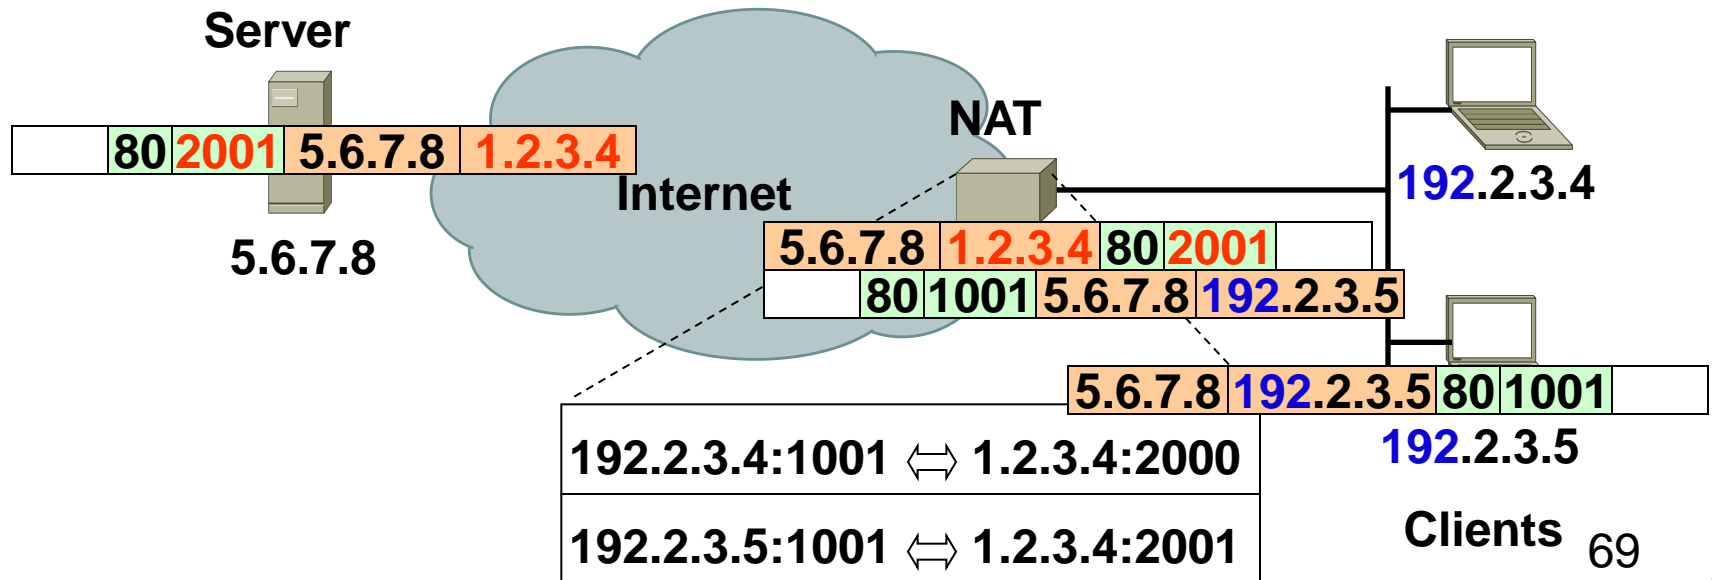 Server
80 2001 5.6.7.8 1.2.3.4
5.6.7.8
Internet
NAT
192.2.3.4
5.6.7.8 1.2.3.4 80 2001
80 1001 5.6.7.8 192.2.3.5
5.6.7.8 192.2.3.5 80 1001
192.2.3.5
192.2.3.4:1001 ⇔ 1.2.3.4:2000
192.2.3.5:1001 ⇔ 1.2.3.4:2001
Clients
69